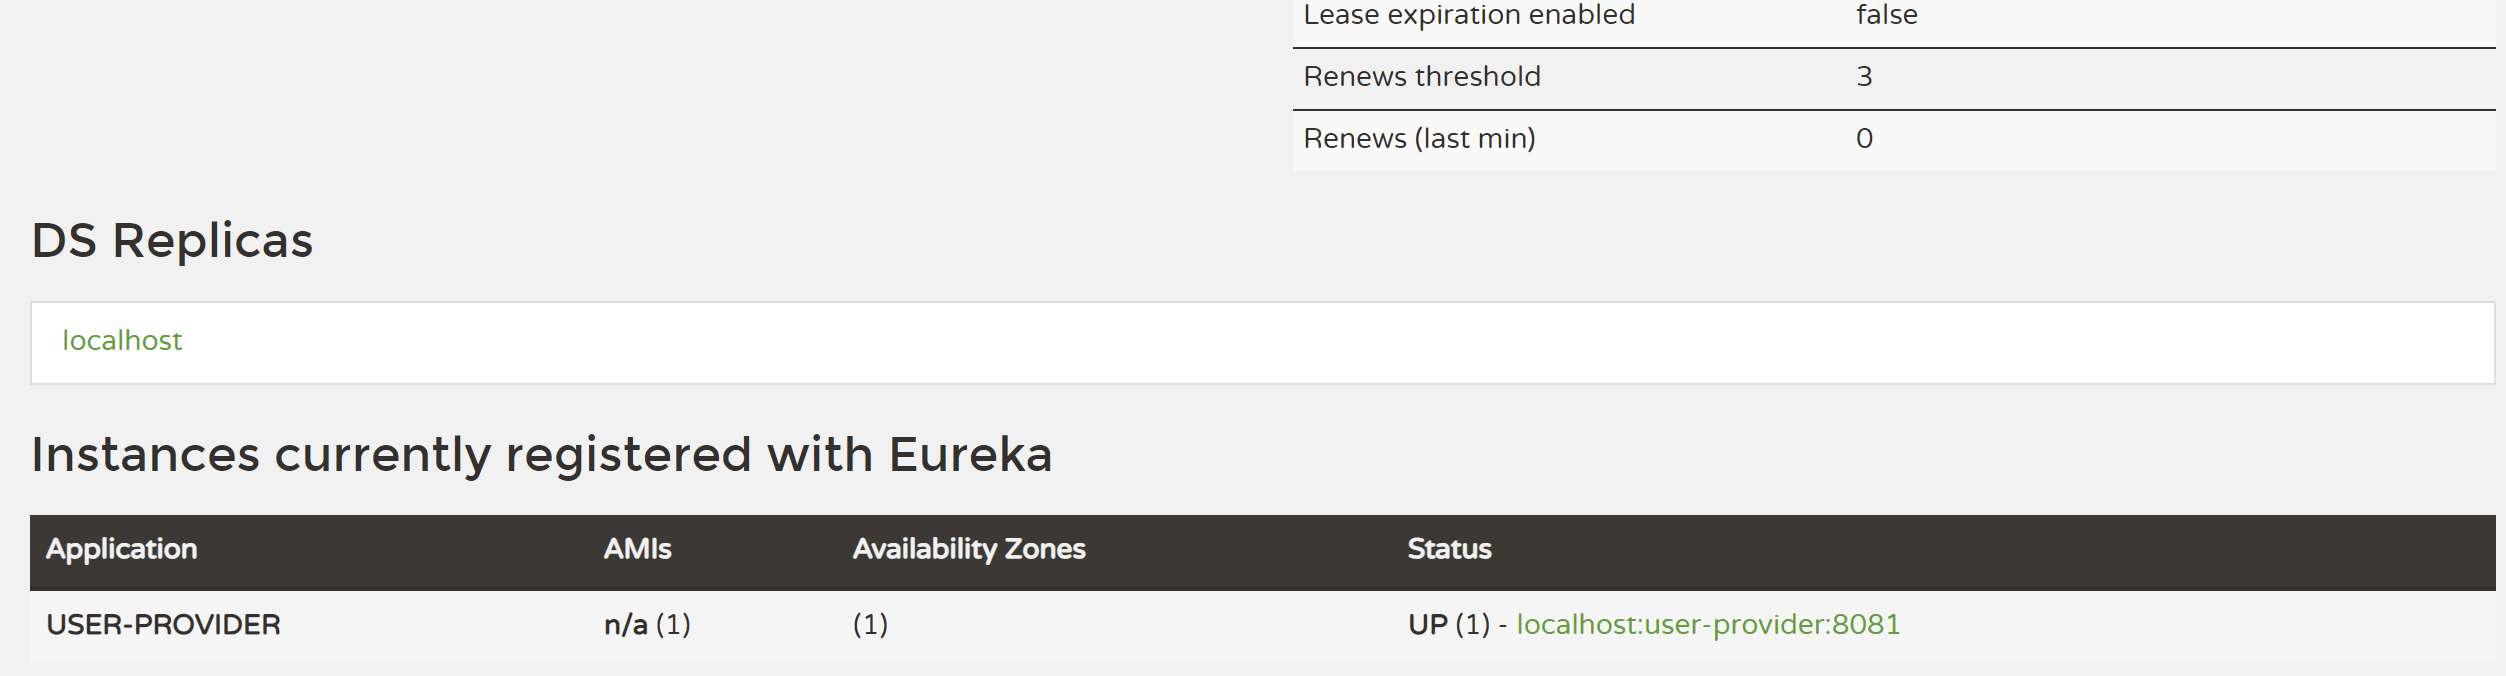 Lease expiration enabled false
Renews threshold 3
Renews (last min) 0
DS Replicas
localhost
Instances currently registered with Eureka
Application AMIs Availability Zones Status
USER-PROVIDER n/a (1) (1) UP (1) - localhost:user-provider:8081